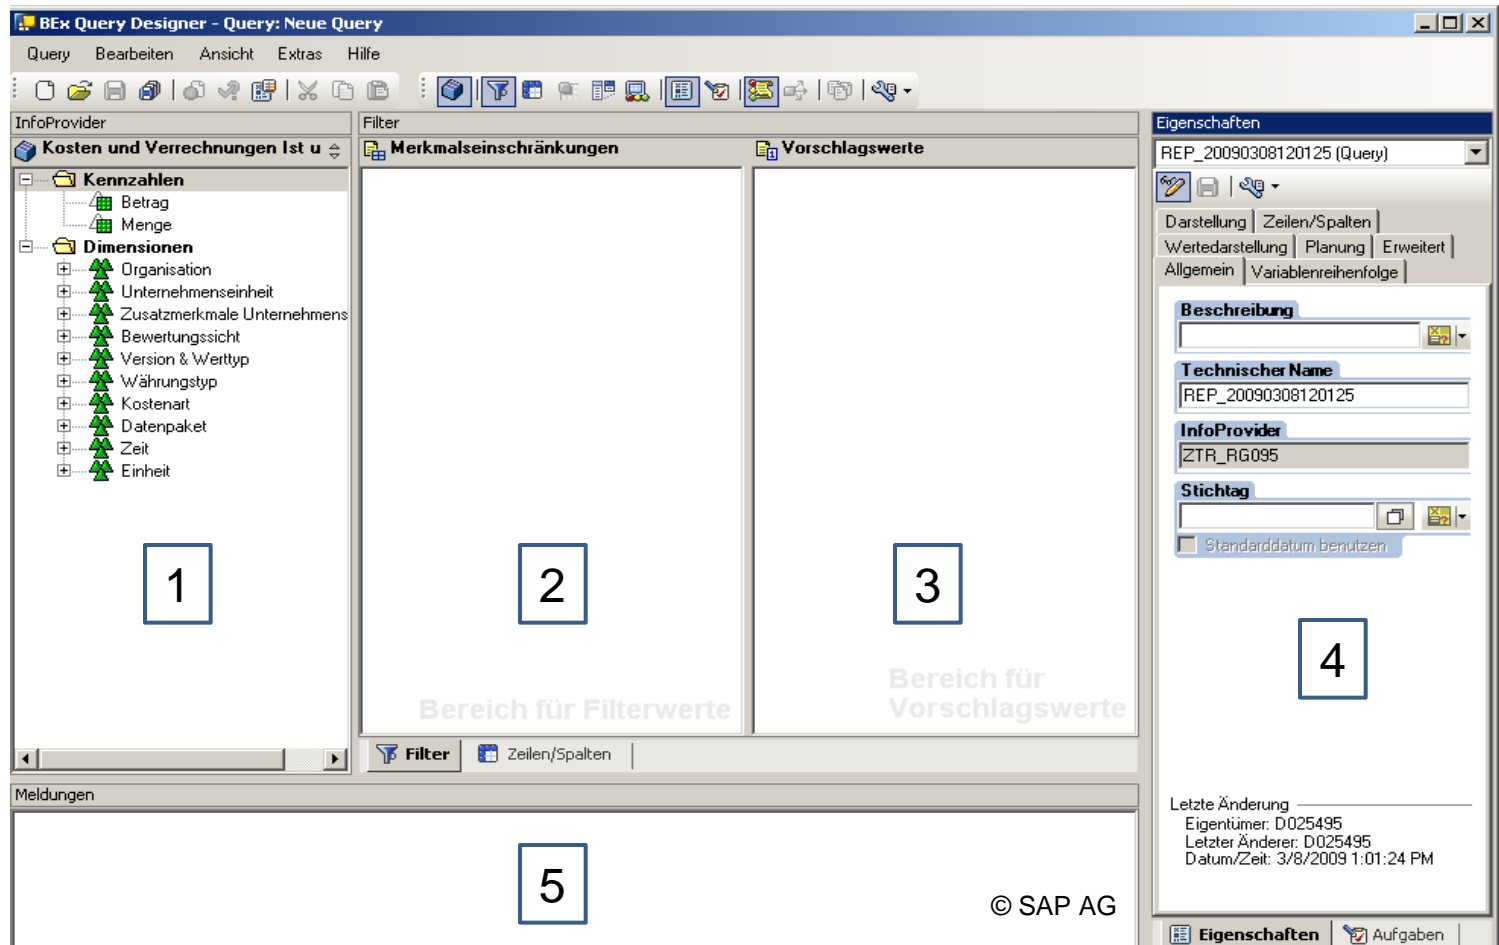 BEx Query Designer - Query: Neue Query
Query Bearbeiten Ansicht Extras Hilfe
InfoProvider
Kosten und Verrechnungen Ist u
Kennzahlen
Betrag
Menge
Dimensionen
Organisation
Unternehmenseinheit
Zusatzmerkmale Unternehmens
Bewertungssicht
Version & Werttyp
Währungstyp
Kostenart
Datenpaket
Zeit
Einheit
1
Filter
Merkmalseinschränkungen
Vorschlagswerte
2
3
Bereich für Filterwerte
Bereich für
Vorschlagswerte
Filter Zeilen/Spalten
Eigenschaften
REP_20090308120125 (Query)
Darstellung Zeilen/Spalten
Wertedarstellung Planung Erweitert
Allgemein Variablenreihenfolge
Beschreibung
Technischer Name
REP_20090308120125
InfoProvider
ZTR_RG095
Stichtag
Standarddatum benutzen
4
Letzte Änderung
Eigentümer: D025495
Letzter Änderer: D025495
Datum/Zeit: 3/8/2009 1:01:24 PM
Eigenschaften Aufgaben
Meldungen
5
© SAP AG